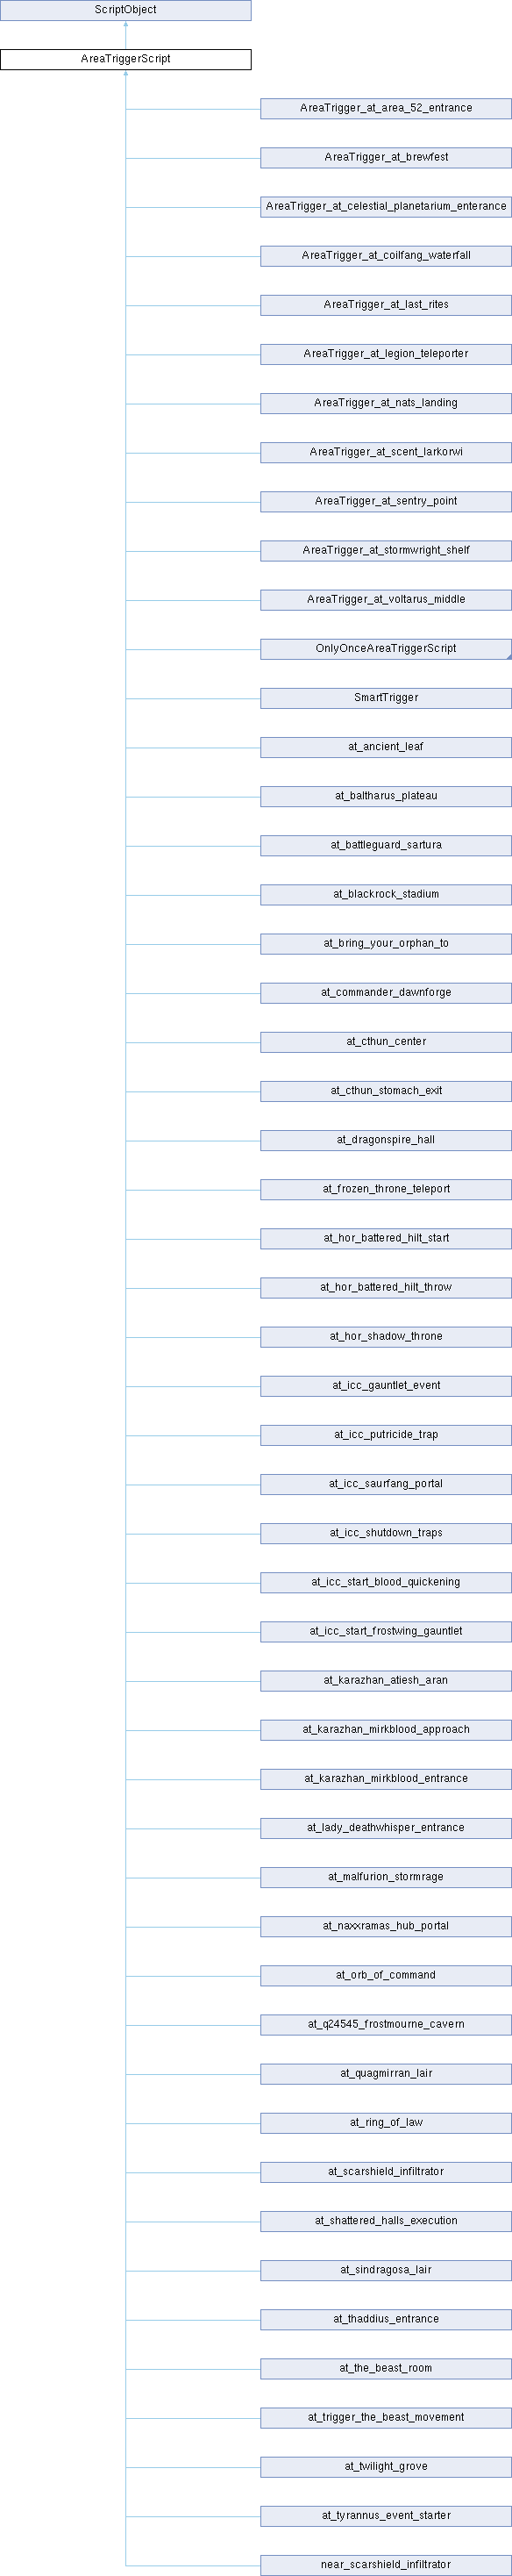 ScriptObject
AreaTriggerScript
AreaTrigger_at_area_52_entrance
AreaTrigger_at_brewfest
AreaTrigger_at_celestial_planetarium_enterance
AreaTrigger_at_coilfang_waterfall
AreaTrigger_at_last_rites
AreaTrigger_at_legion_teleporter
AreaTrigger_at_nats_landing
AreaTrigger_at_scent_larkorwi
AreaTrigger_at_sentry_point
AreaTrigger_at_stormwright_shelf
AreaTrigger_at_voltarus_middle
OnlyOnceAreaTriggerScript
SmartTrigger
at_ancient_leaf
at_baltharus_plateau
at_battleguard_sartura
at_blackrock_stadium
at_bring_your_orphan_to
at_commander_dawnforge
at_cthun_center
at_cthun_stomach_exit
at_dragonspire_hall
at_frozen_throne_teleport
at_hor_battered_hilt_start
at_hor_battered_hilt_throw
at_hor_shadow_throne
at_icc_gauntlet_event
at_icc_putricide_trap
at_icc_saurfang_portal
at_icc_shutdown_traps
at_icc_start_blood_quickening
at_icc_start_frostwing_gauntlet
at_karazhan_atiesh_aran
at_karazhan_mirkblood_approach
at_karazhan_mirkblood_entrance
at_lady_deathwhisper_entrance
at_malfurion_stormrage
at_naxxramas_hub_portal
at_orb_of_command
at_q24545_frostmourne_cavern
at_quagmirran_lair
at_ring_of_law
at_scarshield_infiltrator
at_shattered_halls_execution
at_sindragosa_lair
at_thaddius_entrance
at_the_beast_room
at_trigger_the_beast_movement
at_twilight_grove
at_tyrannus_event_starter
near_scarshield_infiltrator